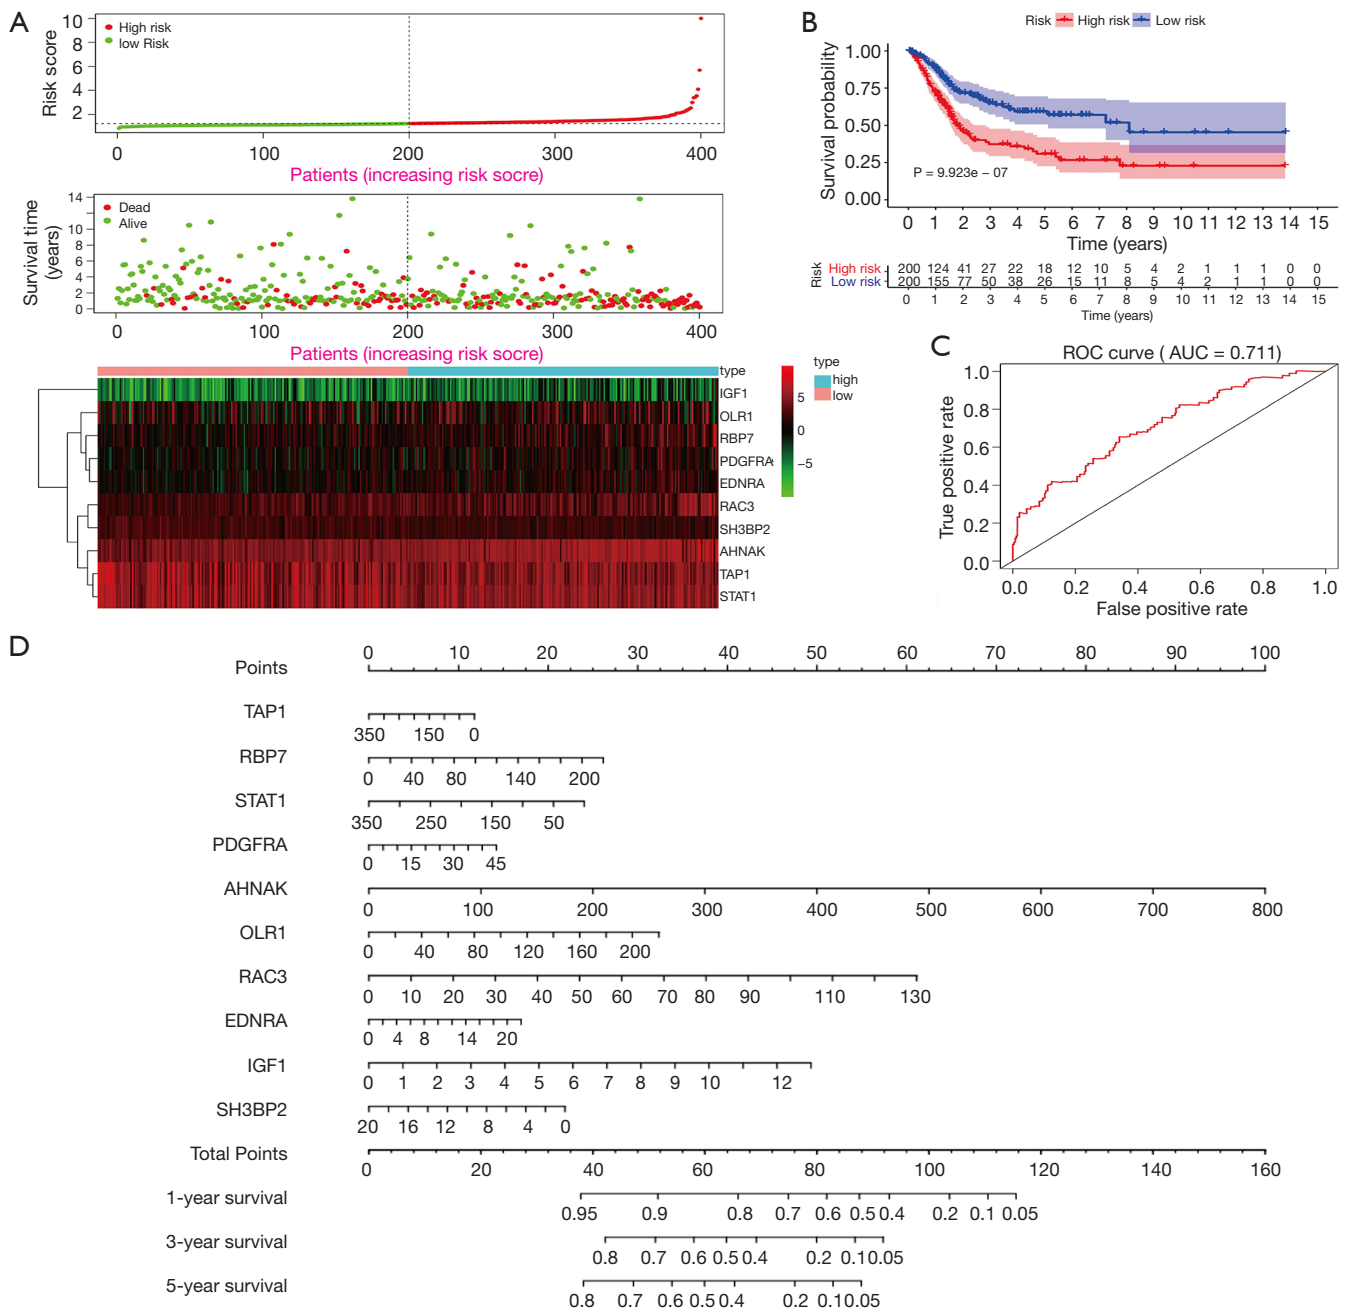 A
Risk score
10
8
6
4
2
High risk
low Risk
0 100 200 300 400
Patients (increasing risk socre)
Survival time
(years)
14
10
8
6
4
2
0
Dead
Alive
0 100 200 300 400
Patients (increasing risk socre)
type
IGF1
OLR1
RBP7
PDGFRA
EDNRA
RAC3
SH3BP2
AHNAK
TAP1
STAT1
5
0
−5
type
high
low
B
Risk High risk Low risk
Survival probability
1.00
0.75
0.50
0.25
0.00
P = 9.923e − 07
0 1 2 3 4 5 6 7 8 9 10 11 12 13 14 15
Time (years)
Risk
High risk 200 124 41 27 22 18 12 10 5 4 2 1 1 1 0 0
Low risk 200 155 77 50 38 26 15 11 8 5 4 2 1 1 0 0
0 1 2 3 4 5 6 7 8 9 10 11 12 13 14 15
Time (years)
C
ROC curve ( AUC = 0.711)
True positive rate
1.0
0.8
0.6
0.4
0.2
0.0
0.0 0.2 0.4 0.6 0.8 1.0
False positive rate
D
Points
0 10 20 30 40 50 60 70 80 90 100
TAP1
350 150 0
RBP7
0 40 80 140 200
STAT1
350 250 150 50
PDGFRA
0 15 30 45
AHNAK
0 100 200 300 400 500 600 700 800
OLR1
0 40 80 120 160 200
RAC3
0 10 20 30 40 50 60 70 80 90 110 130
EDNRA
0 4 8 14 20
IGF1
0 1 2 3 4 5 6 7 8 9 10 12
SH3BP2
20 16 12 8 4 0
Total Points
0 20 40 60 80 100 120 140 160
1-year survival
0.95 0.9 0.8 0.7 0.6 0.5 0.4 0.2 0.1 0.05
3-year survival
0.8 0.7 0.6 0.5 0.4 0.2 0.1 0.05
5-year survival
0.8 0.7 0.6 0.5 0.4 0.2 0.1 0.05